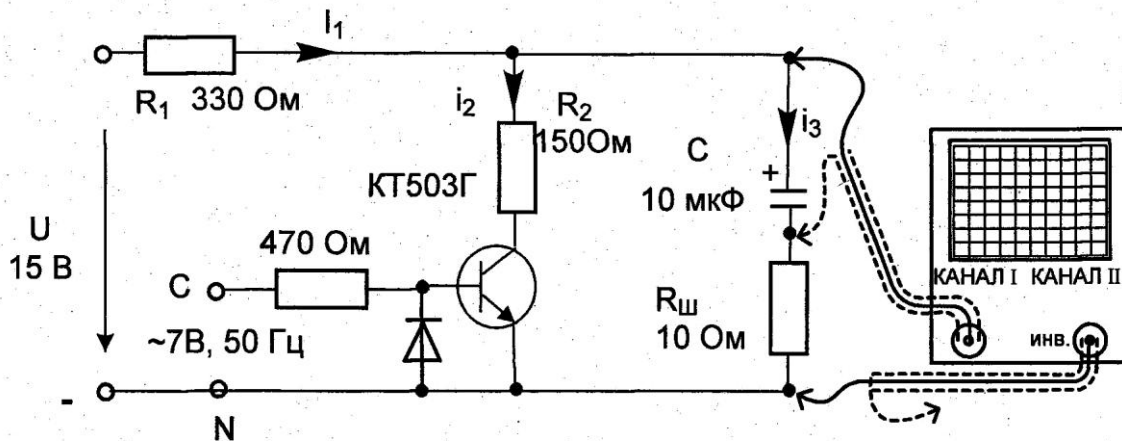 I₁
R₁ 330 Ом
i₂
R₂
150Ом
i₃
C
+
10 мкФ
КТ503Г
U
15 В
470 Ом
C
~7В, 50 Гц
Rш
10 Ом
КАНАЛ I КАНАЛ II
инв.
-
N